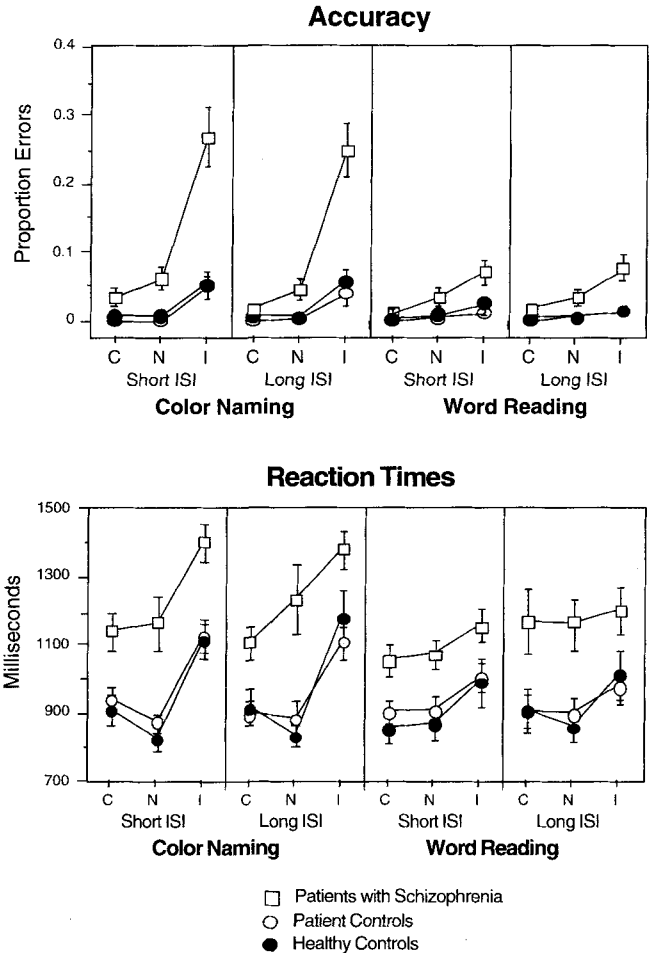 Accuracy
Proportion Errors
0.4
0.3
0.2
0.1
0
C N I C N I C N I C N I
Short ISI Long ISI Short ISI Long ISI
Color Naming Word Reading
Reaction Times
Milliseconds
1500
1300
1100
900
700
C N I C N I C N I C N I
Short ISI Long ISI Short ISI Long ISI
Color Naming Word Reading
Patients with Schizophrenia
Patient Controls
Healthy Controls